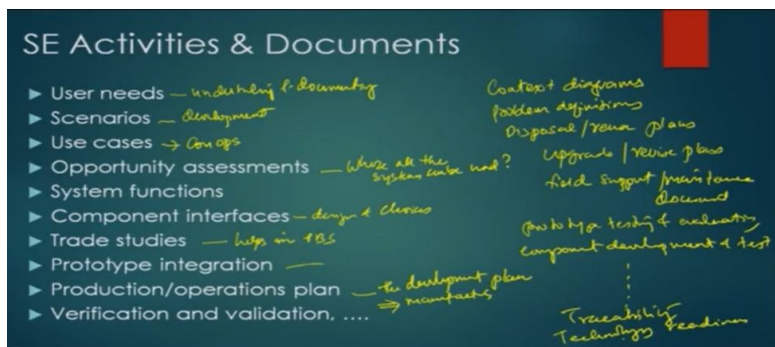 SE Activities & Documents
User needs — understanding & documenting
Scenarios — development
Use cases → Con ops
Opportunity assessments — where all the system can be used?
System functions
Component interfaces — design & choices
Trade studies — helps in PBS
Prototype integration —
Production/operations plan — the development plan ⇒ manufacturing
Verification and validation, ....
Context diagrams
Problem definitions
Disposal/reuse plans
upgrade / revise plans
field support / maintenance
document
prototype testing & evaluation,
component development & test
Traceability
Technology readiness